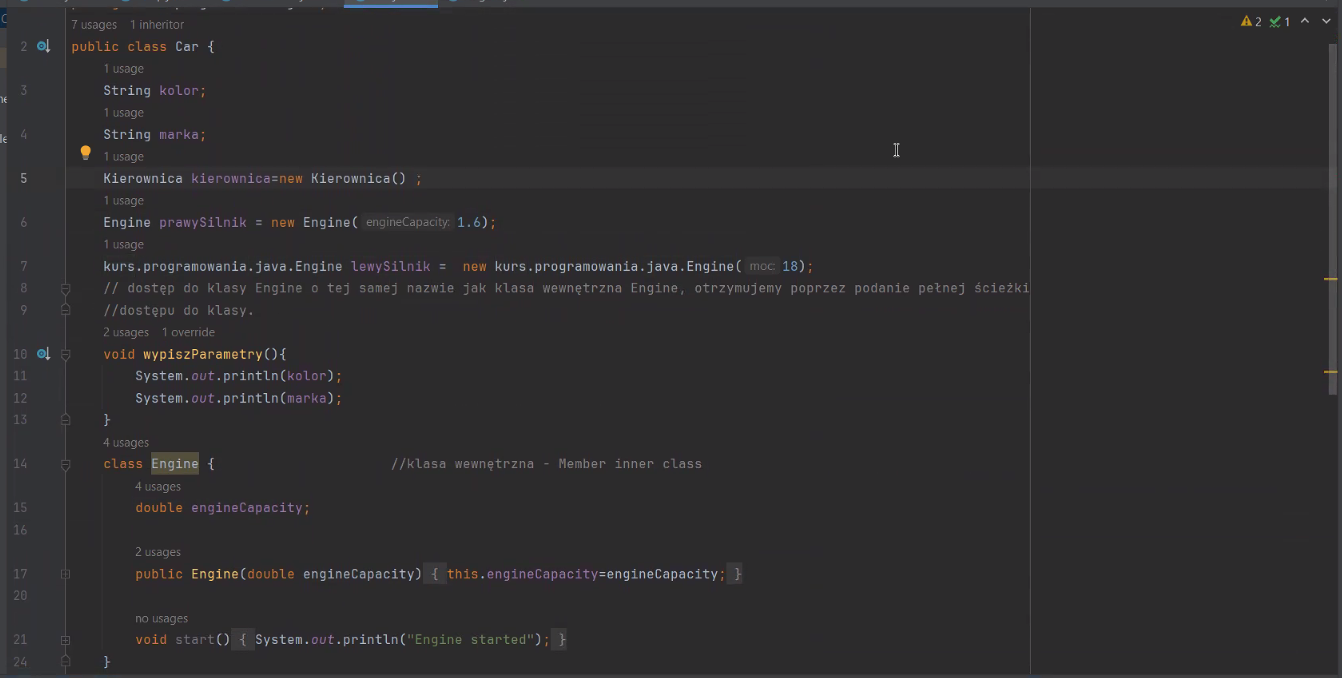 7 usages 1 inheritor
2 1
2 public class Car {
1 usage
3 String kolor;
1 usage
4 String marka;
1 usage
5 Kierownica kierownica=new Kierownica() ;
1 usage
6 Engine prawySilnik = new Engine( engineCapacity: 1.6);
1 usage
7 kurs.programowania.java.Engine lewySilnik =  new kurs.programowania.java.Engine( moc: 18);
8 // dostęp do klasy Engine o tej samej nazwie jak klasa wewnętrzna Engine, otrzymujemy poprzez podanie pełnej ścieżki
9 //dostępu do klasy.
2 usages 1 override
10 void wypiszParametry(){
11 System.out.println(kolor);
12 System.out.println(marka);
13 }
4 usages
14 class Engine { //klasa wewnętrzna - Member inner class
4 usages
15 double engineCapacity;
16
2 usages
17 public Engine(double engineCapacity) { this.engineCapacity=engineCapacity; }
20
no usages
21 void start() { System.out.println("Engine started"); }
24 }